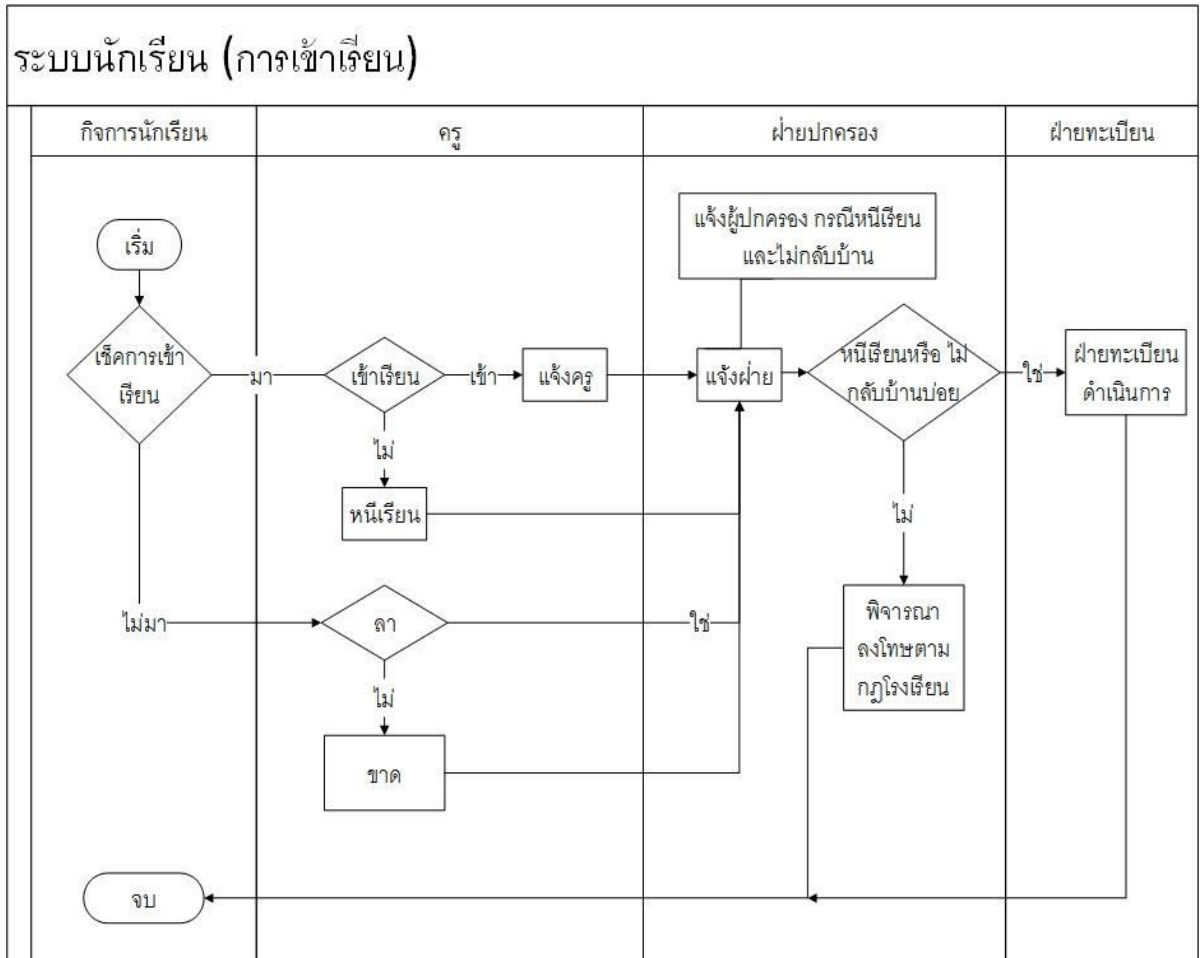 ระบบนักเรียน (การเข้าเรียน)
กิจการนักเรียน
ครู
ฝ่ายปกครอง
ฝ่ายทะเบียน
แจ้งผู้ปกครอง กรณีหนีเรียน
และไม่กลับบ้าน
เริ่ม
เช็คการเข้า
เรียน
มา
เข้าเรียน
เข้า
แจ้งครู
แจ้งฝ่าย
หนีเรียนหรือ ไม่
กลับบ้านบ่อย
ใช่
ฝ่ายทะเบียน
ดำเนินการ
ไม่
หนีเรียน
ไม่
ไม่มา
ลา
ใช่
พิจารณา
ลงโทษตาม
กฎโรงเรียน
ไม่
ขาด
จบ